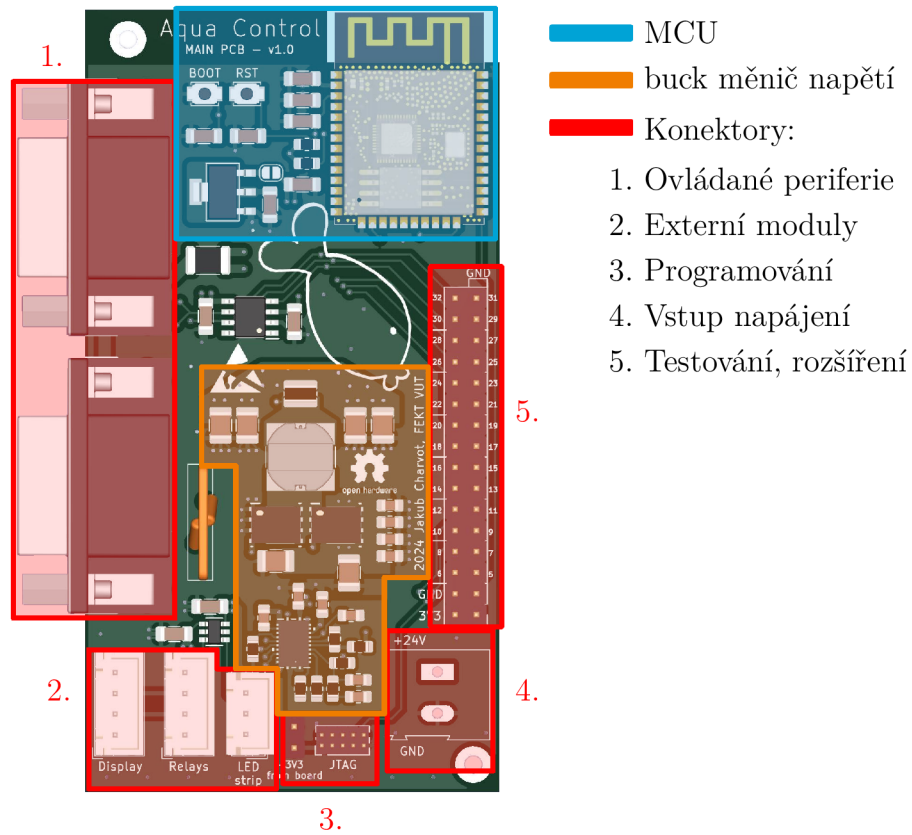 1.
Aqua Control
MAIN PCB - v1.0
BOOT RST
MCU
buck měnič napětí
Konektory:
1. Ovládané periferie
2. Externí moduly
3. Programování
4. Vstup napájení
5. Testování, rozšíření
GND
32 31
30 29
28 27
26 25
24 23
22 21
20 19
18 17
16 15
14 13
12 11
10 9
8 7
6 5
GND
3V3
5.
open hardware
2024 Jakub Charvot, FEKT VUT
+24V
GND
4.
2.
Display Relays LED
strip
3V3
from board
JTAG
3.